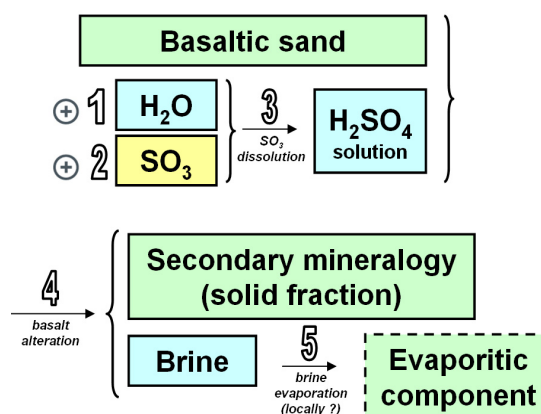 Basaltic sand
⊕ 1 H₂O
⊕ 2 SO₃
3
SO₃
dissolution
H₂SO₄
solution
4
basalt
alteration
Secondary mineralogy
(solid fraction)
Brine
5
brine
evaporation
(locally ?)
Evaporitic
component